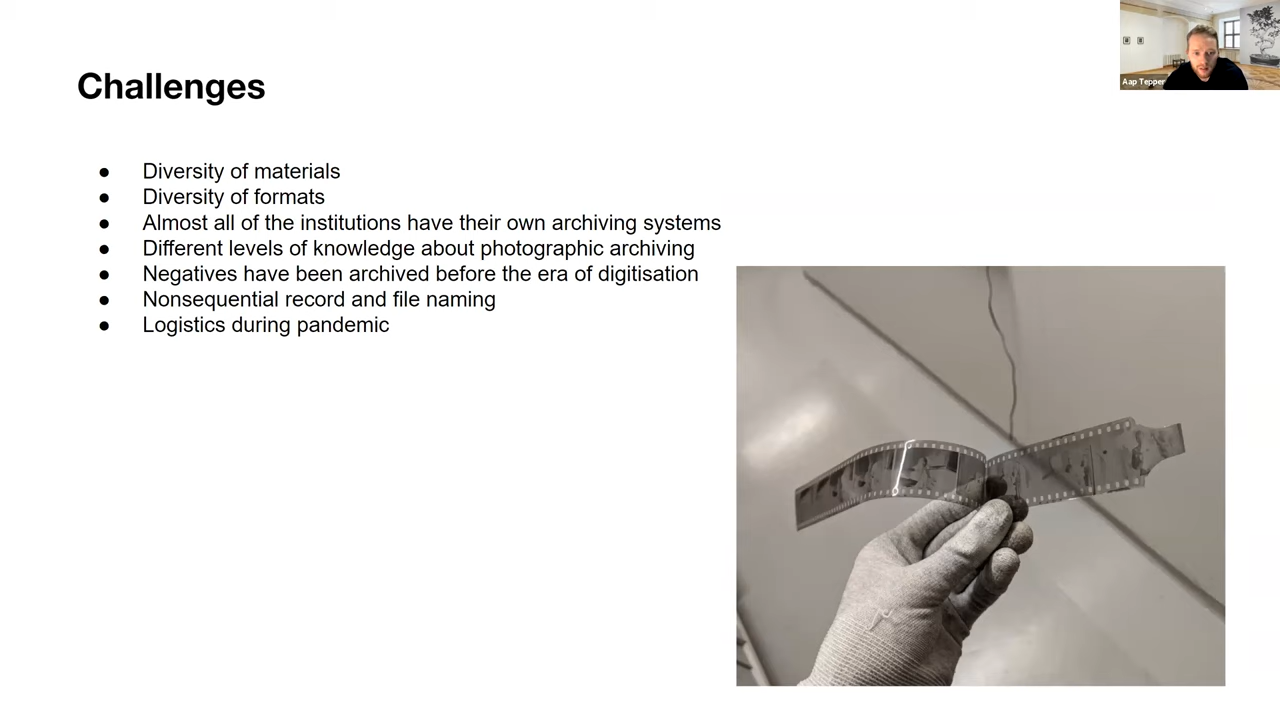 Challenges
● Diversity of materials
● Diversity of formats
● Almost all of the institutions have their own archiving systems
● Different levels of knowledge about photographic archiving
● Negatives have been archived before the era of digitisation
● Nonsequential record and file naming
● Logistics during pandemic
Aap Tepper